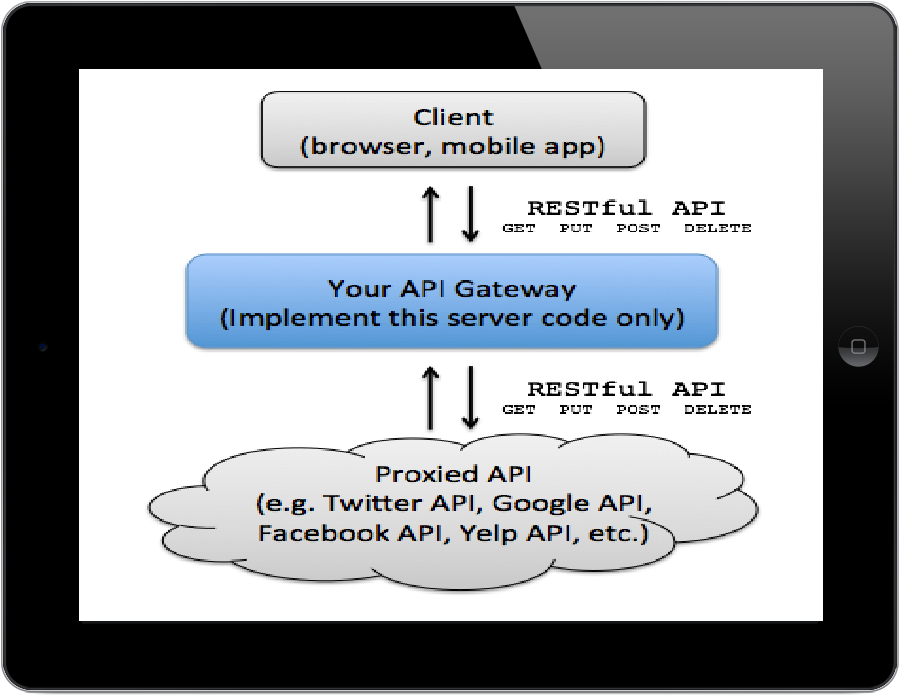 Client
(browser, mobile app)
RESTful API
GET PUT POST DELETE
Your API Gateway
(Implement this server code only)
RESTful API
GET PUT POST DELETE
Proxied API
(e.g. Twitter API, Google API,
Facebook API, Yelp API, etc.)